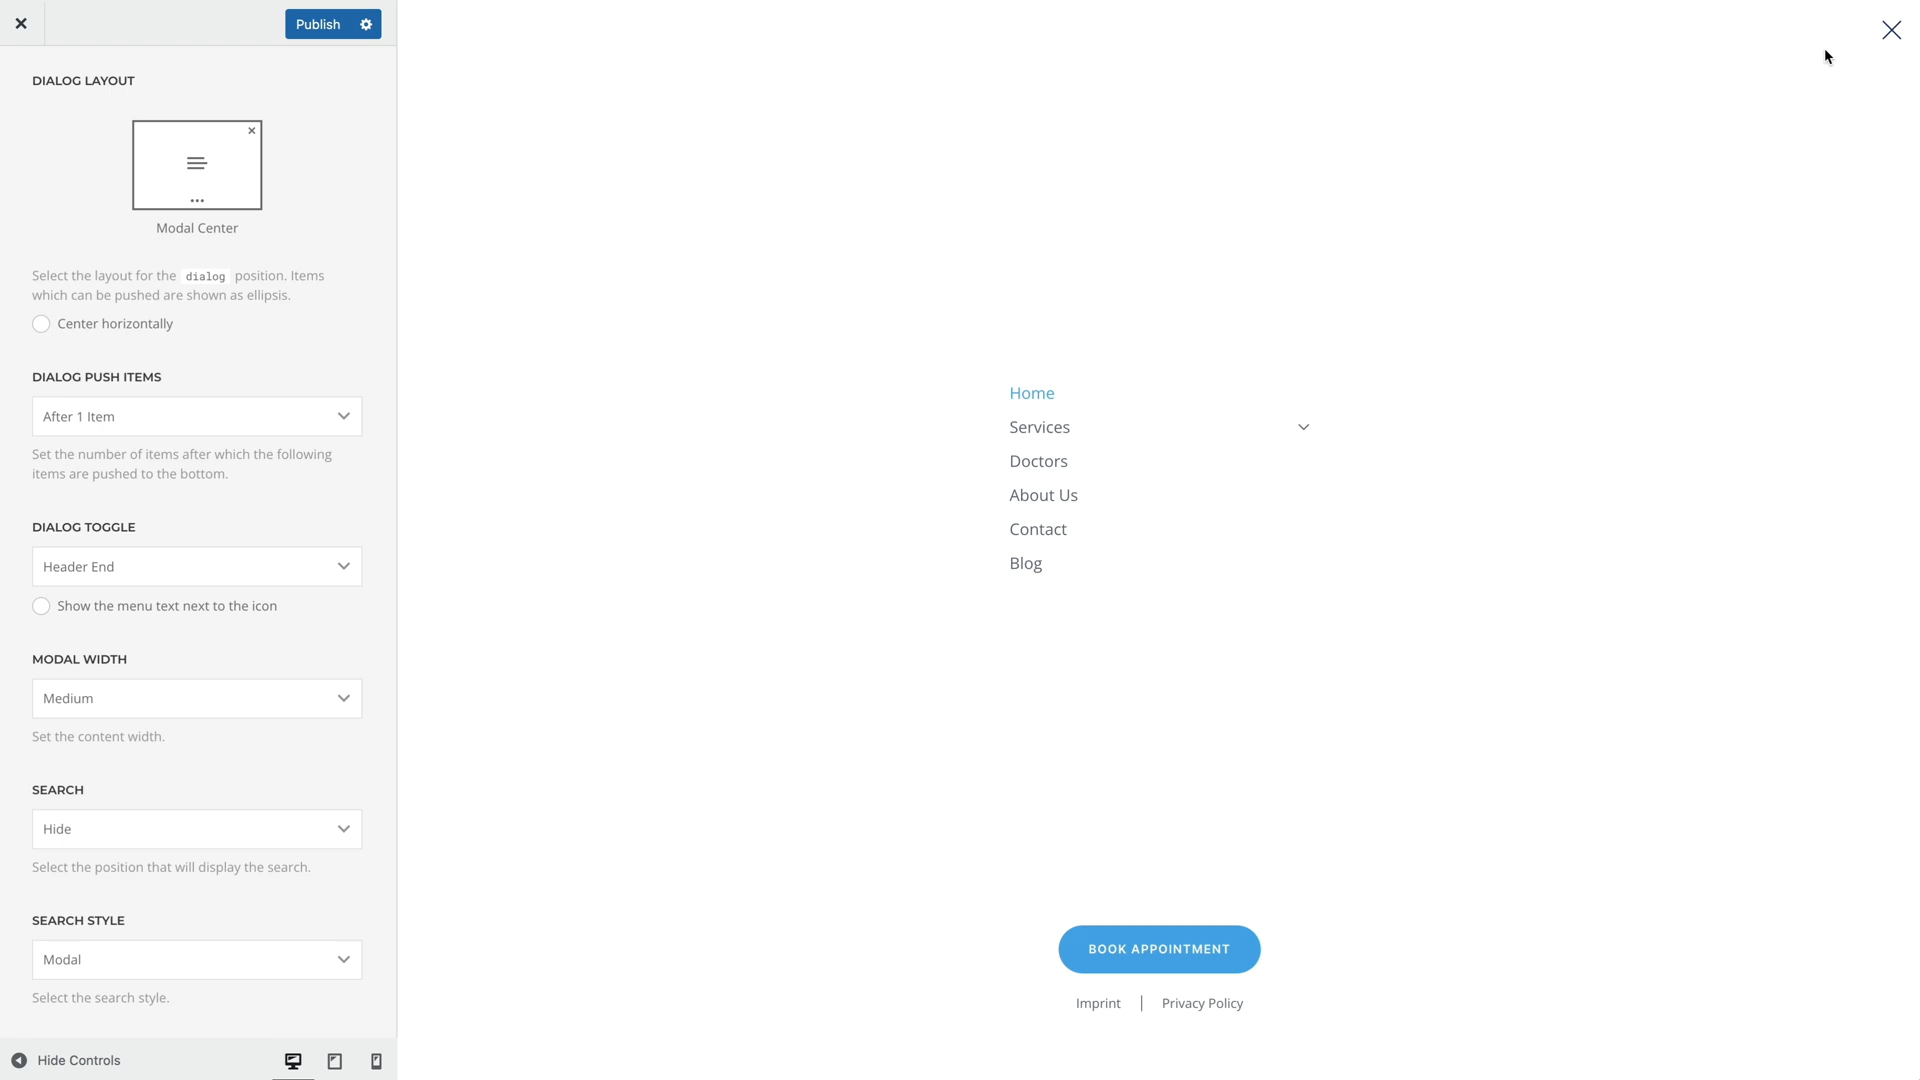 Publish
DIALOG LAYOUT
Modal Center
Select the layout for the dialog position. Items
which can be pushed are shown as ellipsis.
Center horizontally
DIALOG PUSH ITEMS
After 1 Item
Set the number of items after which the following
items are pushed to the bottom.
DIALOG TOGGLE
Header End
Show the menu text next to the icon
MODAL WIDTH
Medium
Set the content width.
SEARCH
Hide
Select the position that will display the search.
SEARCH STYLE
Modal
Select the search style.
Hide Controls
Home
Services
Doctors
About Us
Contact
Blog
BOOK APPOINTMENT
Imprint | Privacy Policy